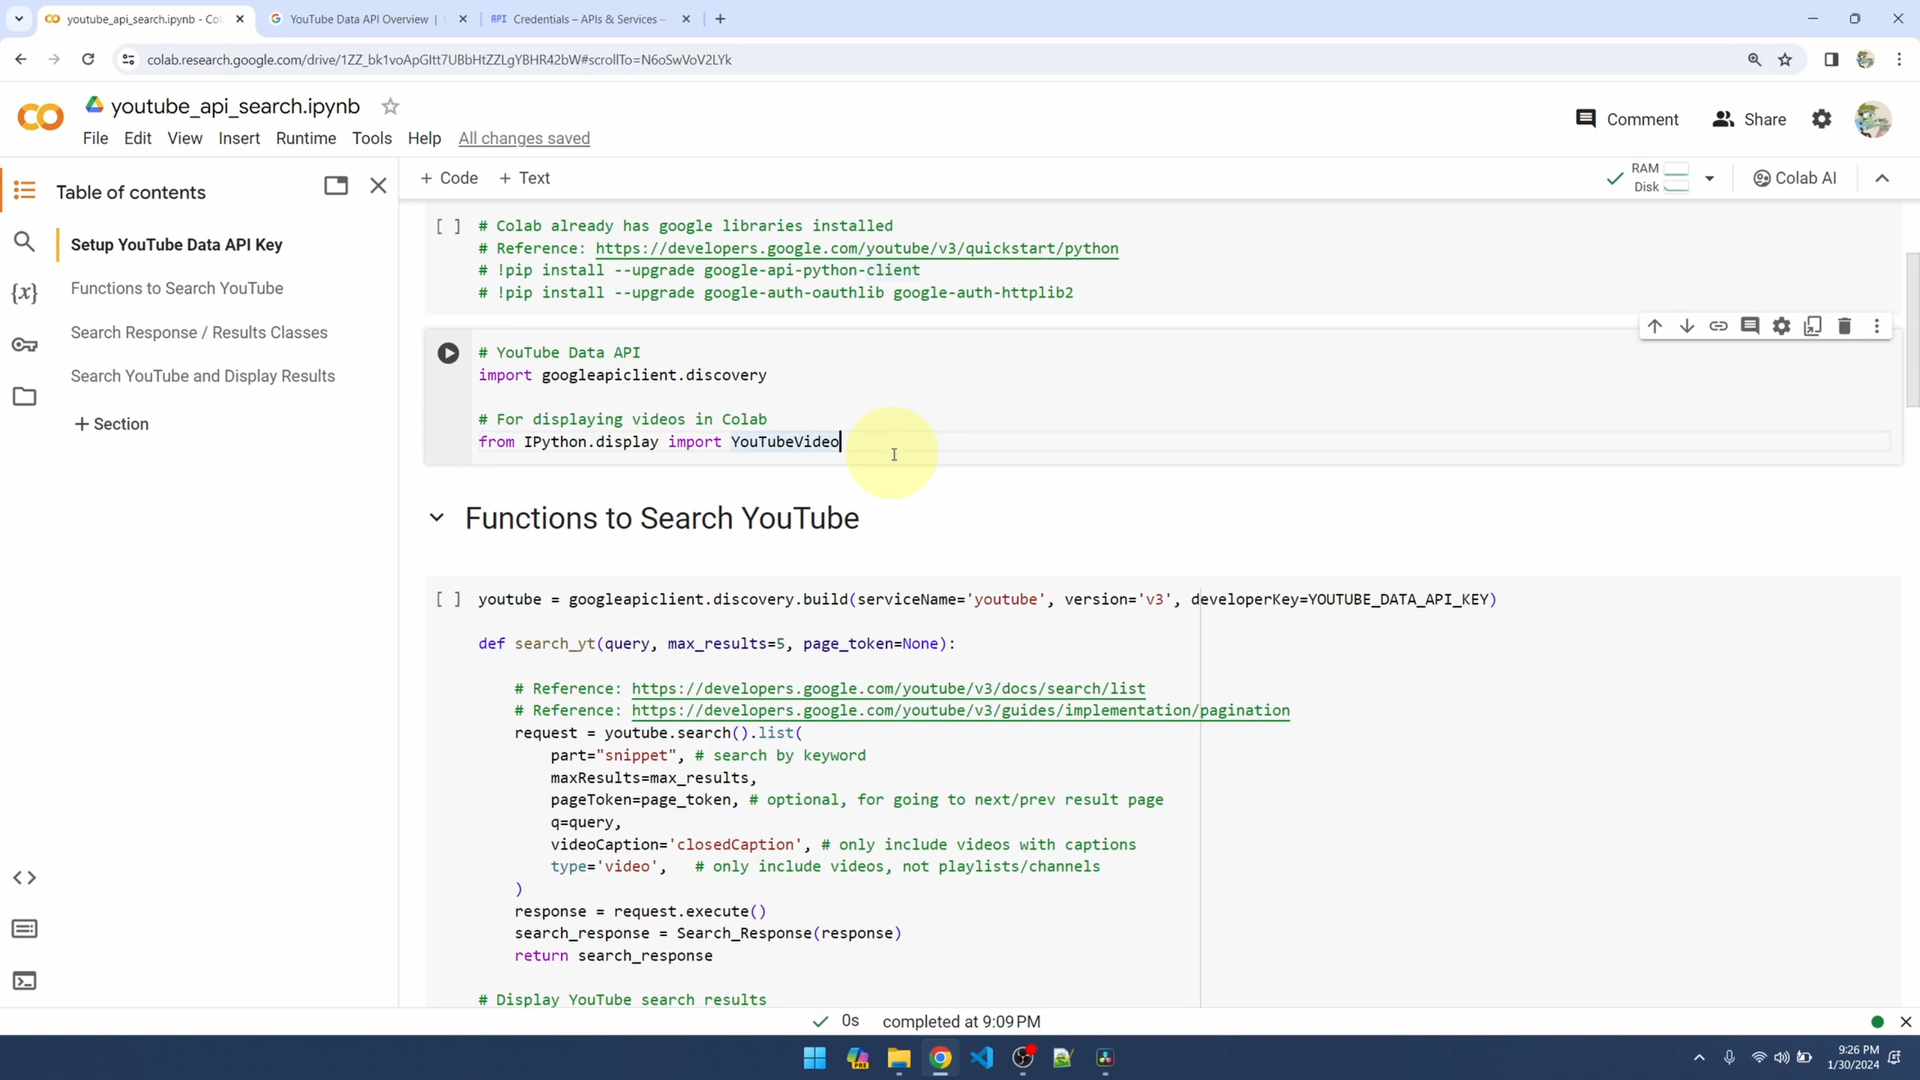 youtube_api_search.ipynb - Col
YouTube Data API Overview |
API Credentials – APIs & Services –
colab.research.google.com/drive/1ZZ_bk1voApGItt7UBbHtZZLgYBHR42bW#scrollTo=N6oSwVoV2LYk
youtube_api_search.ipynb
File Edit View Insert Runtime Tools Help All changes saved
Comment Share
+ Code + Text
RAM
Disk
Colab AI
Table of contents
Setup YouTube Data API Key
Functions to Search YouTube
Search Response / Results Classes
Search YouTube and Display Results
+ Section
{x}
[ ] # Colab already has google libraries installed
# Reference: https://developers.google.com/youtube/v3/quickstart/python
# !pip install --upgrade google-api-python-client
# !pip install --upgrade google-auth-oauthlib google-auth-httplib2
# YouTube Data API
import googleapiclient.discovery
# For displaying videos in Colab
from IPython.display import YouTubeVideo
Functions to Search YouTube
[ ] youtube = googleapiclient.discovery.build(serviceName='youtube', version='v3', developerKey=YOUTUBE_DATA_API_KEY)
def search_yt(query, max_results=5, page_token=None):
# Reference: https://developers.google.com/youtube/v3/docs/search/list
# Reference: https://developers.google.com/youtube/v3/guides/implementation/pagination
request = youtube.search().list(
part="snippet", # search by keyword
maxResults=max_results,
pageToken=page_token, # optional, for going to next/prev result page
q=query,
videoCaption='closedCaption', # only include videos with captions
type='video', # only include videos, not playlists/channels
)
response = request.execute()
search_response = Search_Response(response)
return search_response
# Display YouTube search results
0s completed at 9:09 PM
PRE
9:26 PM
1/30/2024